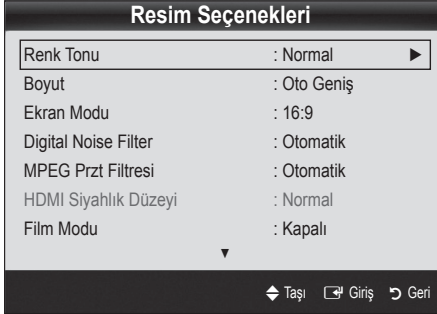 Resim Seçenekleri
Renk Tonu : Normal ►
Boyut : Oto Geniş
Ekran Modu : 16:9
Digital Noise Filter : Otomatik
MPEG Przt Filtresi : Otomatik
HDMI Siyahlık Düzeyi : Normal
Film Modu : Kapalı
▼
Taşı Giriş Geri